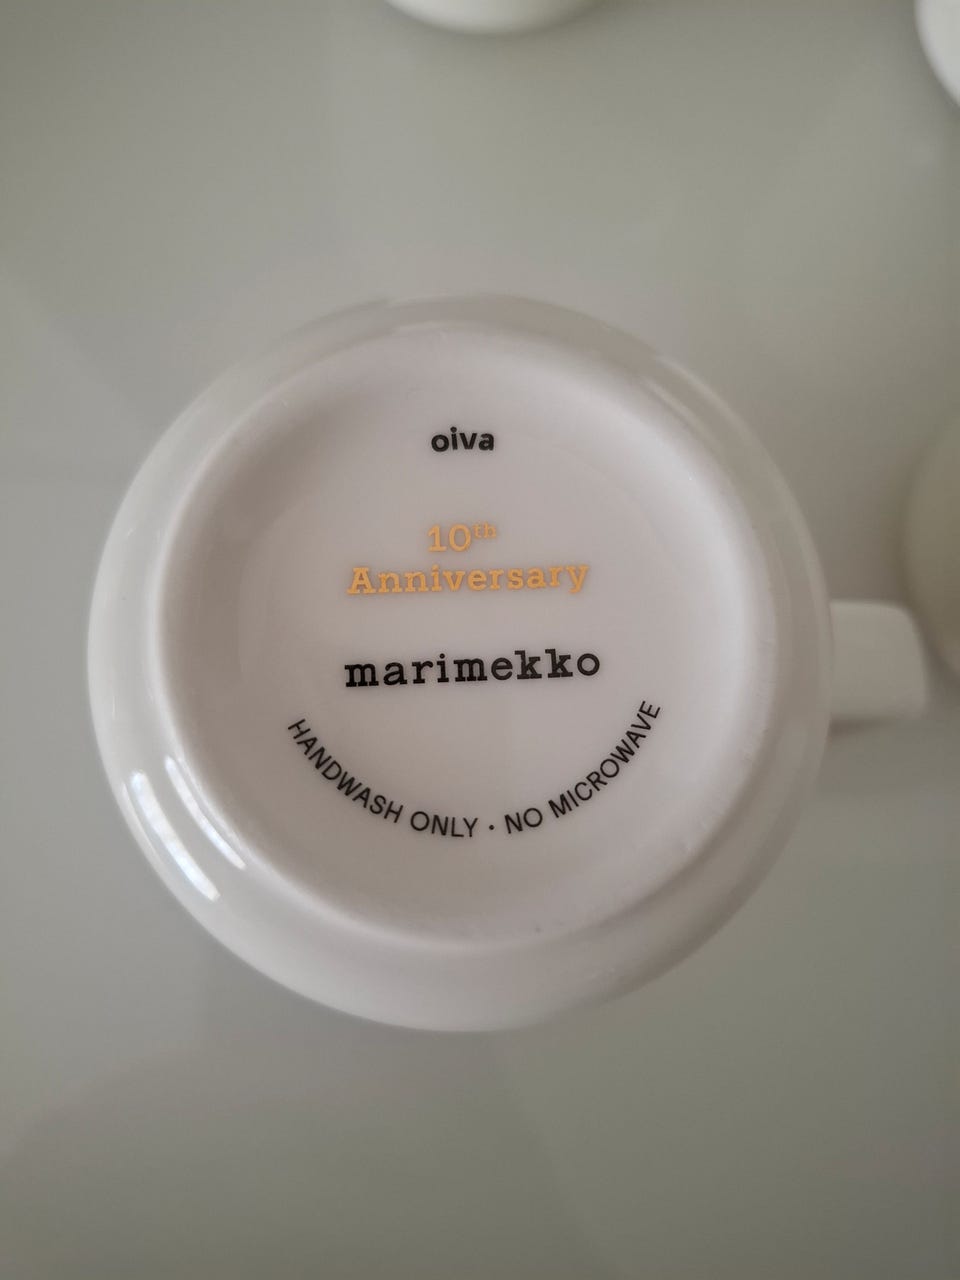 oiva
10th
Anniversary
marimekko
HANDWASH ONLY · NO MICROWAVE